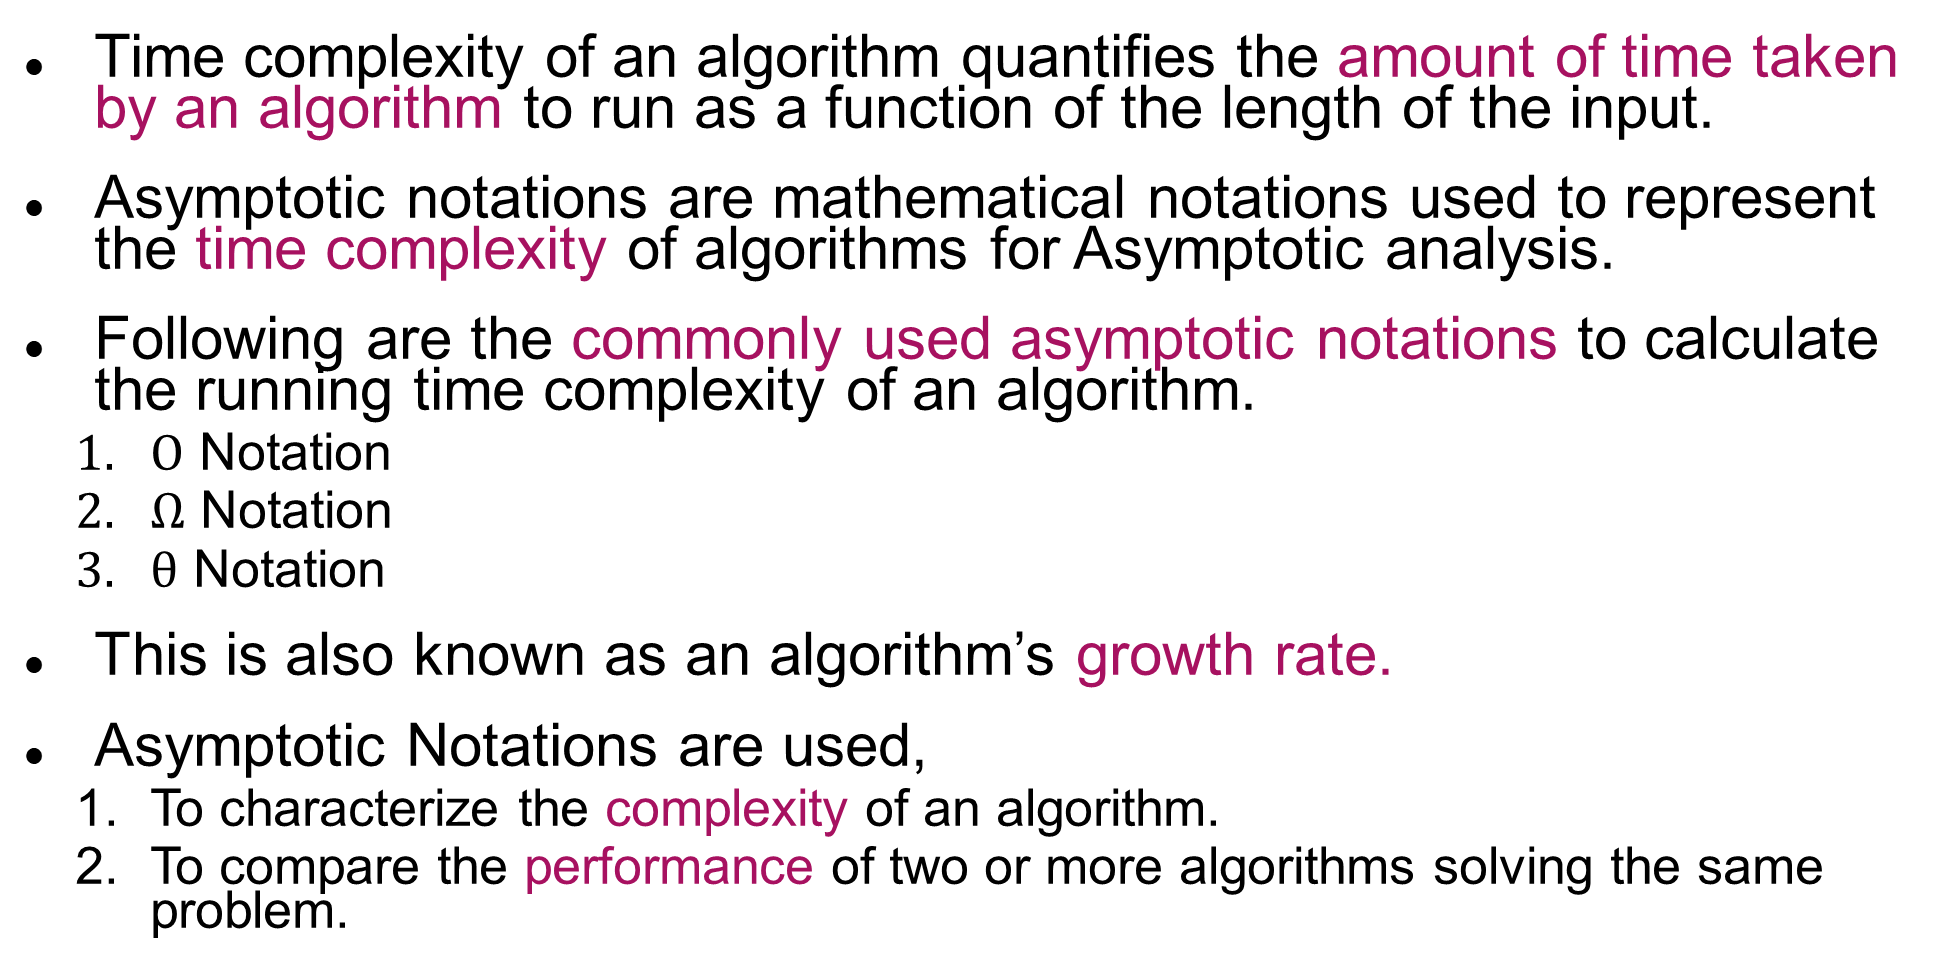 • Time complexity of an algorithm quantifies the amount of time taken
by an algorithm to run as a function of the length of the input.
• Asymptotic notations are mathematical notations used to represent
the time complexity of algorithms for Asymptotic analysis.
• Following are the commonly used asymptotic notations to calculate
the running time complexity of an algorithm.
1. Ο Notation
2. Ω Notation
3. θ Notation
• This is also known as an algorithm’s growth rate.
• Asymptotic Notations are used,
1. To characterize the complexity of an algorithm.
2. To compare the performance of two or more algorithms solving the same
problem.